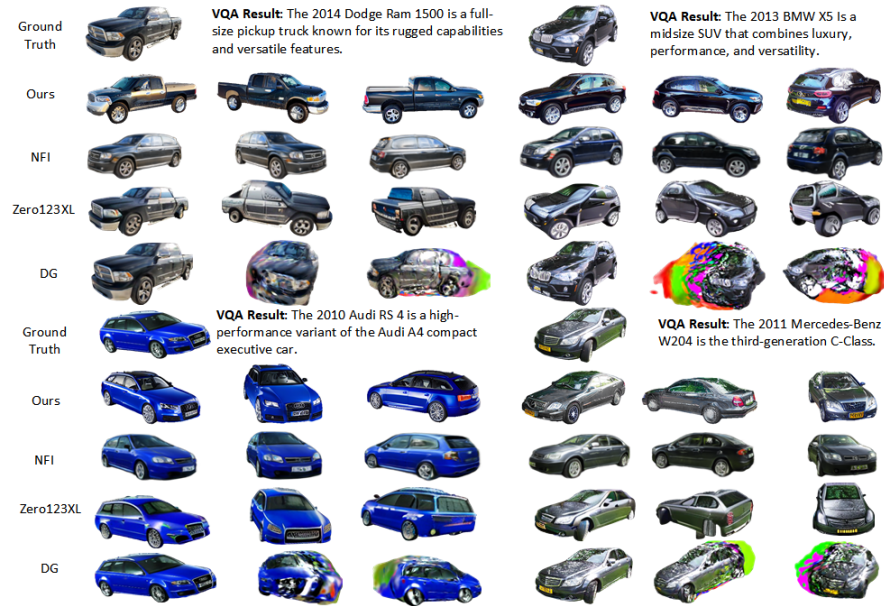 Ground
Truth
VQA Result: The 2014 Dodge Ram 1500 is a full-
size pickup truck known for its rugged capabilities
and versatile features.
VQA Result: The 2013 BMW X5 Is a
midsize SUV that combines luxury,
performance, and versatility.
Ours
NFI
Zero123XL
DG
Ground
Truth
VQA Result: The 2010 Audi RS 4 is a high-
performance variant of the Audi A4 compact
executive car.
VQA Result: The 2011 Mercedes-Benz
W204 is the third-generation C-Class.
Ours
NFI
Zero123XL
DG